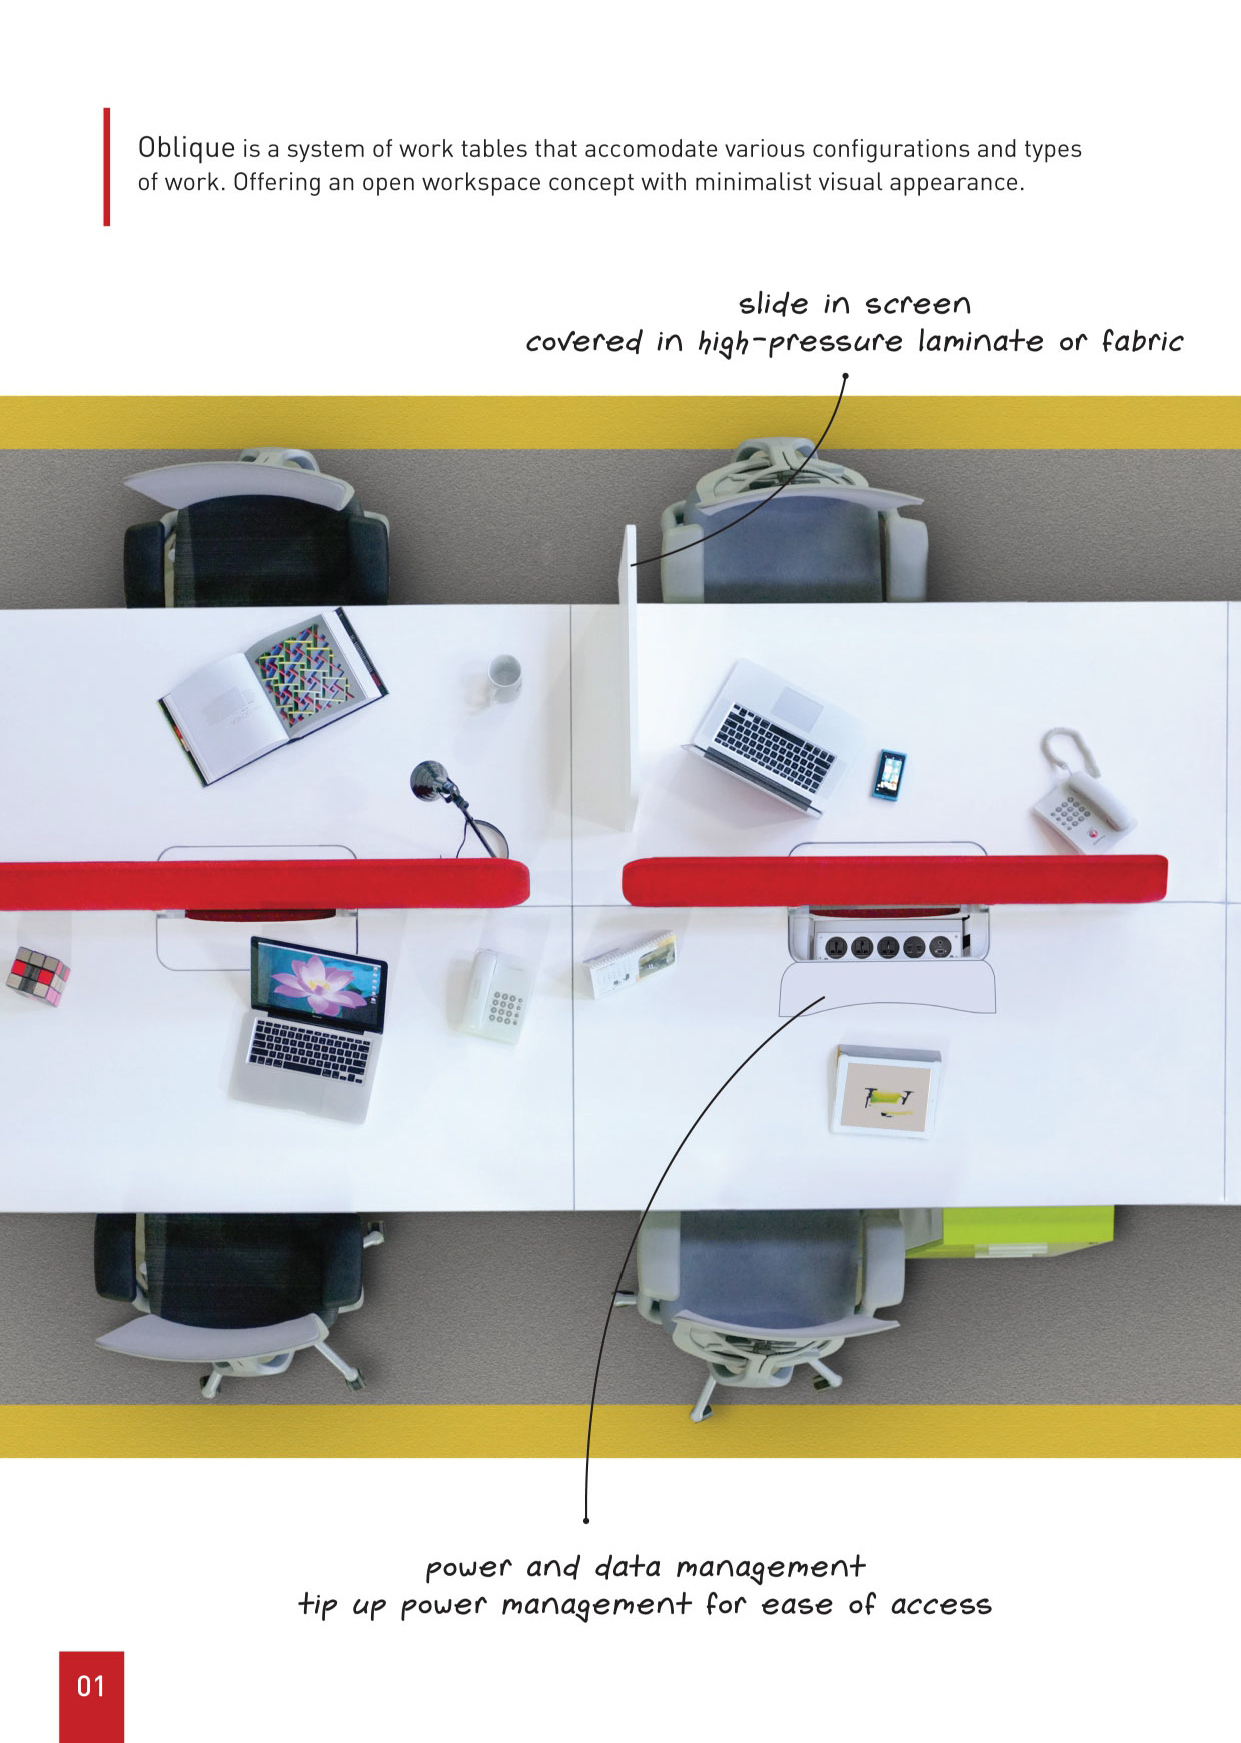 Oblique is a system of work tables that accomodate various configurations and types
of work. Offering an open workspace concept with minimalist visual appearance.
slide in screen
covered in high-pressure laminate or fabric
power and data management
tip up power management for ease of access
01